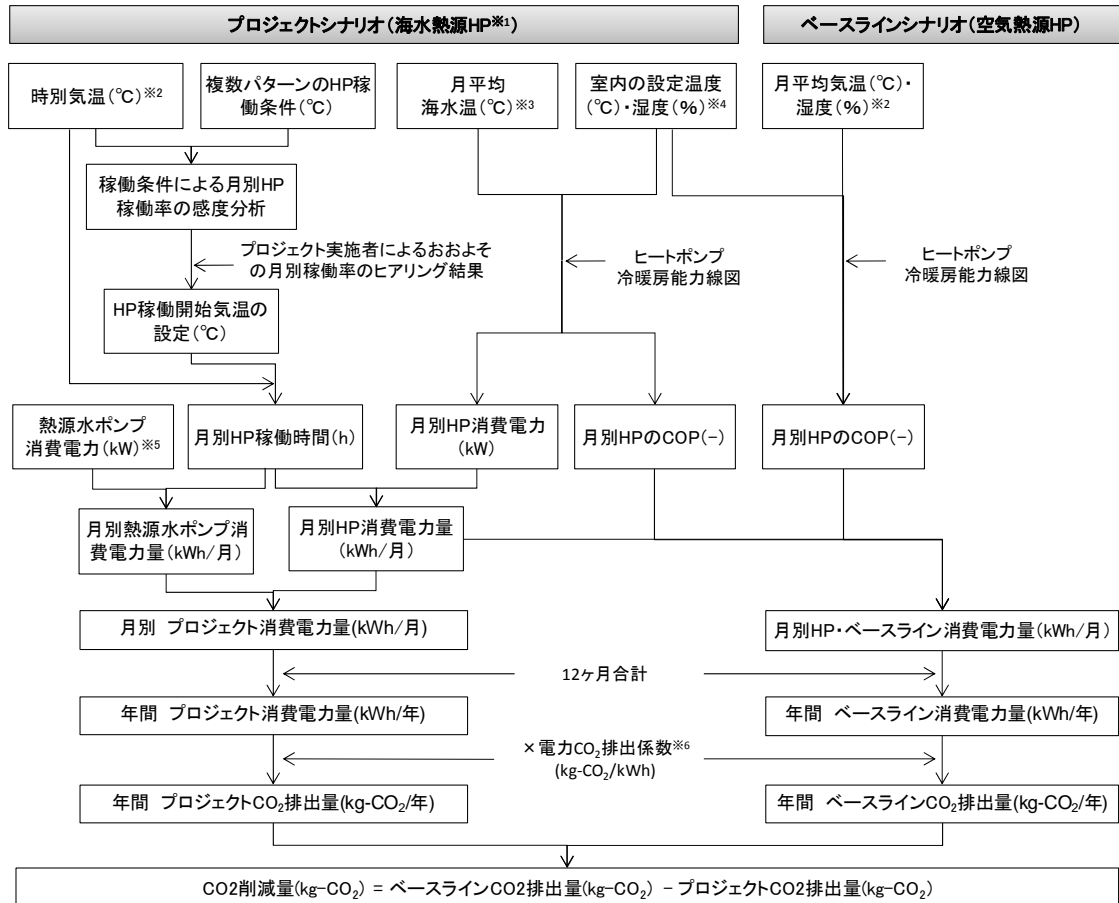 プロジェクトシナリオ(海水熱源HP※1)
ベースラインシナリオ(空気熱源HP)
時別気温(℃)※2
複数パターンのHP稼
働条件(℃)
月平均
海水温(℃)※3
室内の設定温度
(℃)・湿度(%)※4
月平均気温(℃)・
湿度(%)※2
稼働条件による月別HP
稼働率の感度分析
プロジェクト実施者によるおおよそ
の月別稼働率のヒアリング結果
ヒートポンプ
冷暖房能力線図
ヒートポンプ
冷暖房能力線図
HP稼働開始気温の
設定(℃)
熱源水ポンプ
消費電力(kW)※5
月別HP稼働時間(h)
月別HP消費電力
(kW)
月別HPのCOP(-)
月別HPのCOP(-)
月別熱源水ポンプ消
費電力量(kWh/月)
月別HP消費電力量
(kWh/月)
月別 プロジェクト消費電力量(kWh/月)
月別HP・ベースライン消費電力量(kWh/月)
12ヶ月合計
年間 プロジェクト消費電力量(kWh/年)
年間 ベースライン消費電力量(kWh/年)
×電力CO2排出係数※6
(kg-CO2/kWh)
年間 プロジェクトCO2排出量(kg-CO2/年)
年間 ベースラインCO2排出量(kg-CO2/年)
CO2削減量(kg-CO2) = ベースラインCO2排出量(kg-CO2) - プロジェクトCO2排出量(kg-CO2)